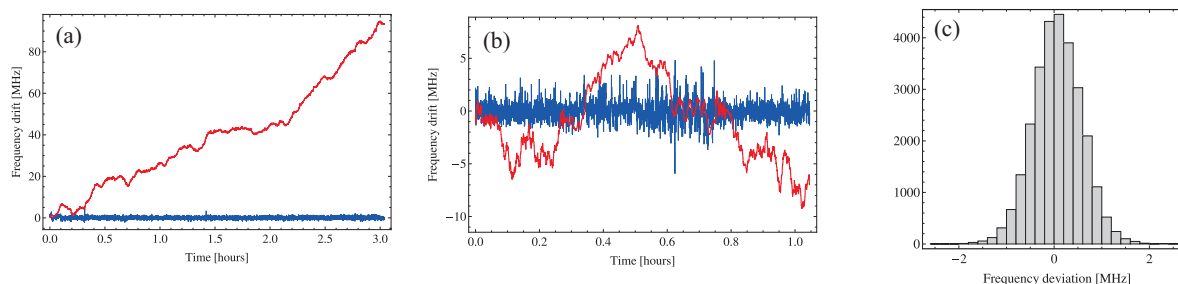 (a)
Frequency drift [MHz]
80
60
40
20
0
0.0 0.5 1.0 1.5 2.0 2.5 3.0
Time [hours]
(b)
Frequency drift [MHz]
5
0
−5
−10
0.0 0.2 0.4 0.6 0.8 1.0
Time [hours]
(c)
4000
3000
2000
1000
0
−2 0 2
Frequency deviation [MHz]